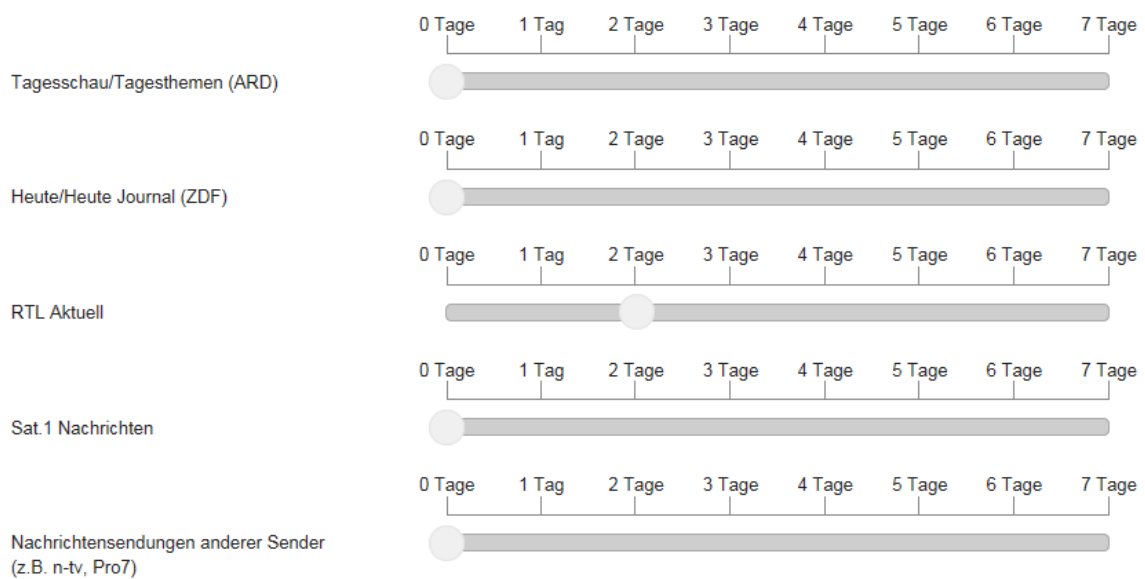 0 Tage 1 Tag 2 Tage 3 Tage 4 Tage 5 Tage 6 Tage 7 Tage
Tagesschau/Tagesthemen (ARD)
0 Tage 1 Tag 2 Tage 3 Tage 4 Tage 5 Tage 6 Tage 7 Tage
Heute/Heute Journal (ZDF)
0 Tage 1 Tag 2 Tage 3 Tage 4 Tage 5 Tage 6 Tage 7 Tage
RTL Aktuell
0 Tage 1 Tag 2 Tage 3 Tage 4 Tage 5 Tage 6 Tage 7 Tage
Sat.1 Nachrichten
0 Tage 1 Tag 2 Tage 3 Tage 4 Tage 5 Tage 6 Tage 7 Tage
Nachrichtensendungen anderer Sender
(z.B. n-tv, Pro7)